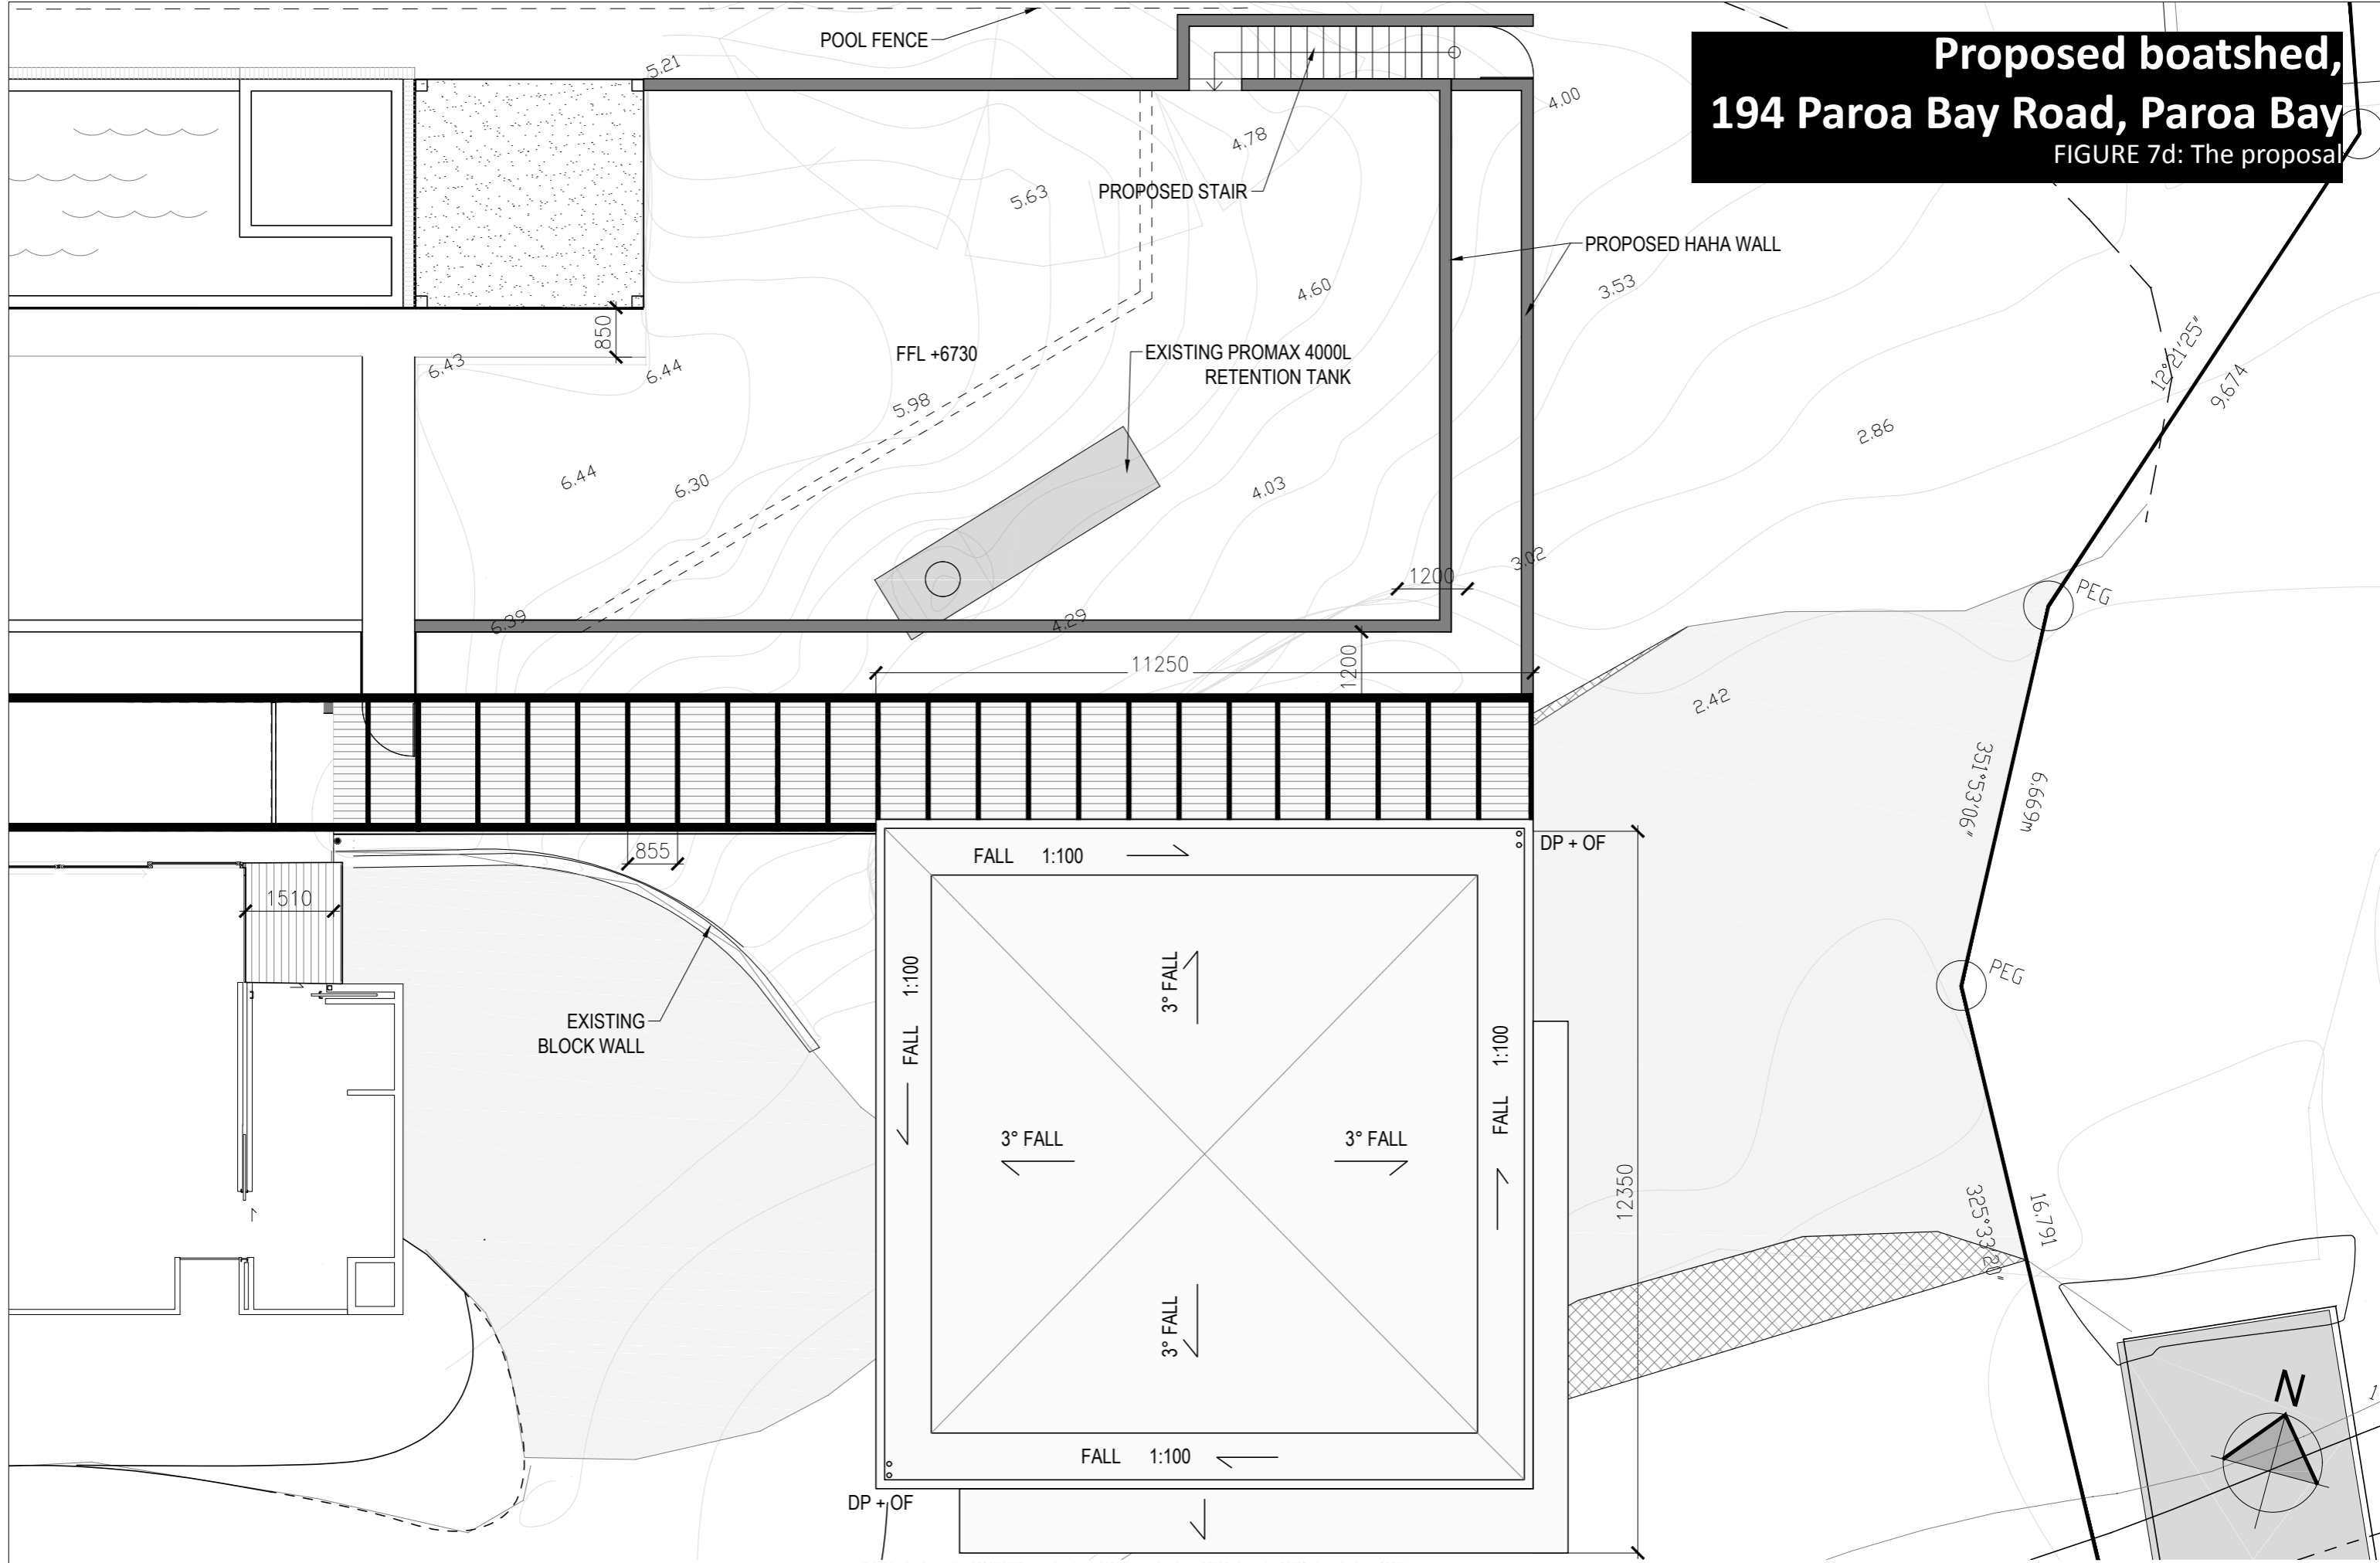 POOL FENCE
Proposed boatshed,
194 Paroa Bay Road, Paroa Bay
FIGURE 7d: The proposal
5.21
4.00
4.78
5.63
PROPOSED STAIR
PROPOSED HAHA WALL
4.60
3.53
850
FFL +6730
EXISTING PROMAX 4000L
RETENTION TANK
6.43
6.44
12°21'25"
9.674
5.98
2.86
6.44
6.30
4.03
3.02
1200
PEG
6.39
4.29
11250
1200
2.42
351°53'06"
6.669m
855
FALL 1:100
DP + OF
1510
FALL 1:100
3° FALL
PEG
EXISTING
BLOCK WALL
FALL 1:100
3° FALL
3° FALL
12350
325°33'20"
16.791
3° FALL
N
FALL 1:100
DP + OF